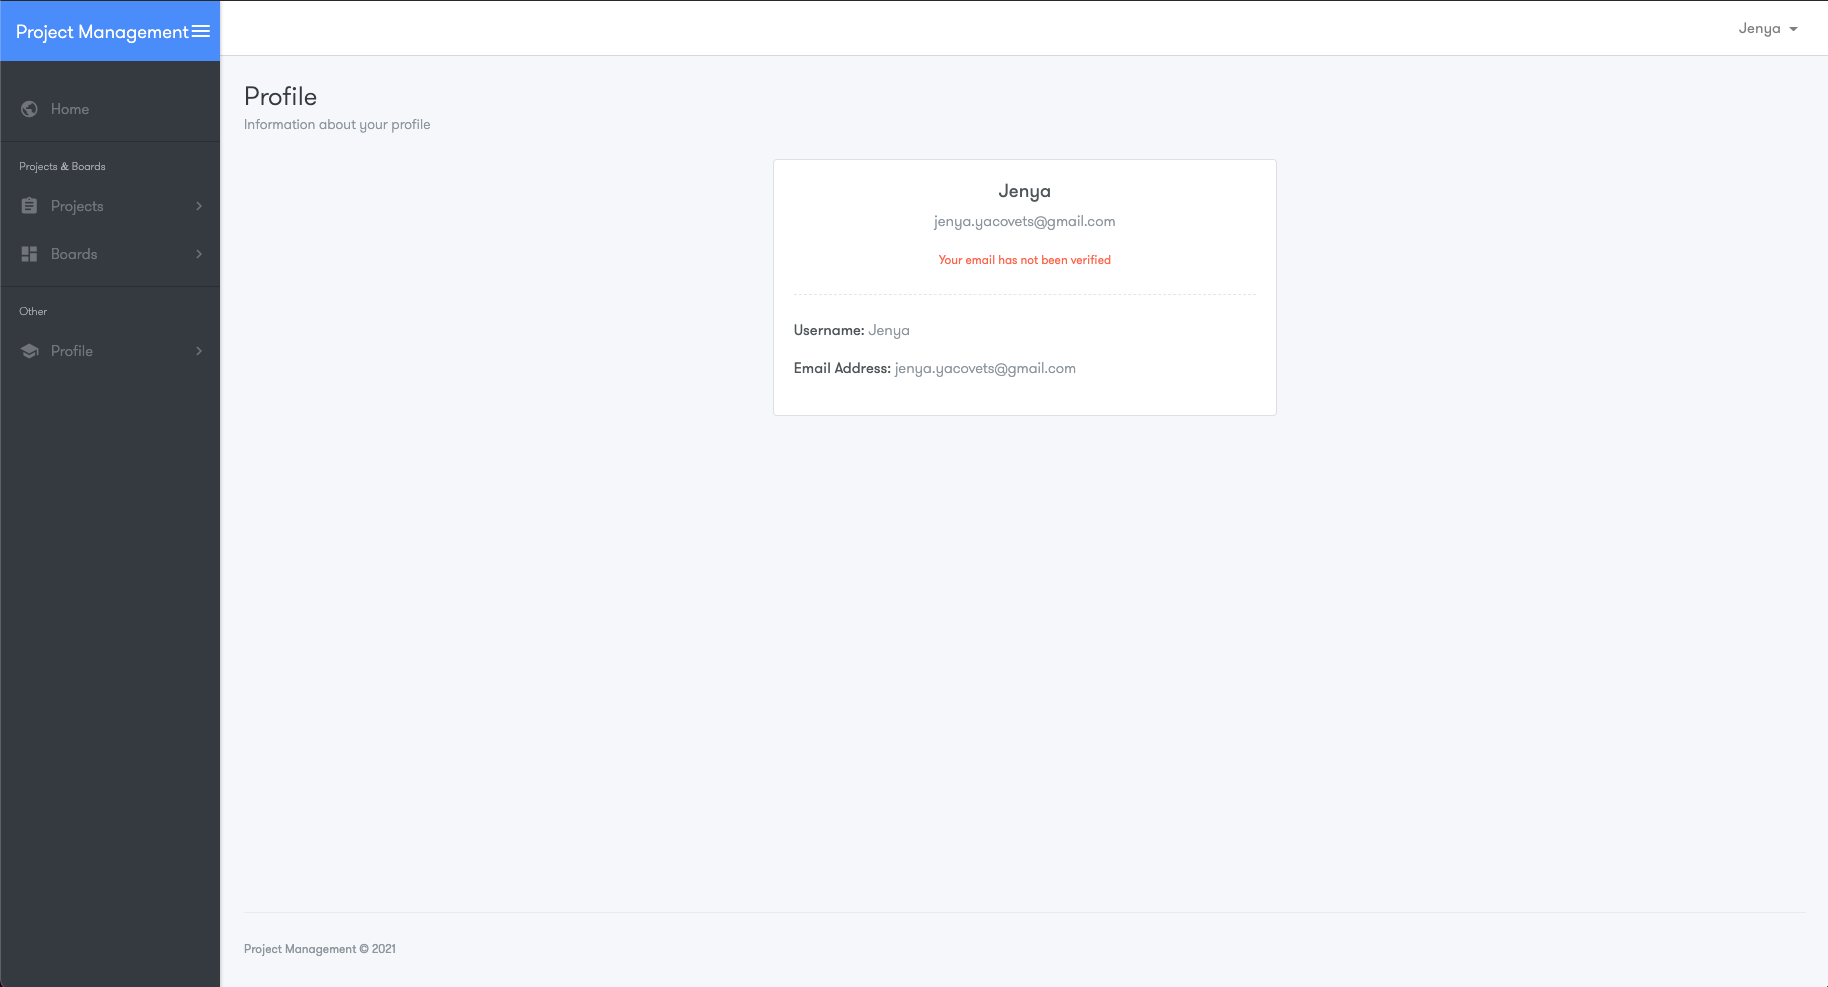 Project Management
Jenya
Home
Projects & Boards
Projects
Boards
Other
Profile
Profile
Information about your profile
Jenya
jenya.yacovets@gmail.com
Your email has not been verified
Username: Jenya
Email Address: jenya.yacovets@gmail.com
Project Management © 2021